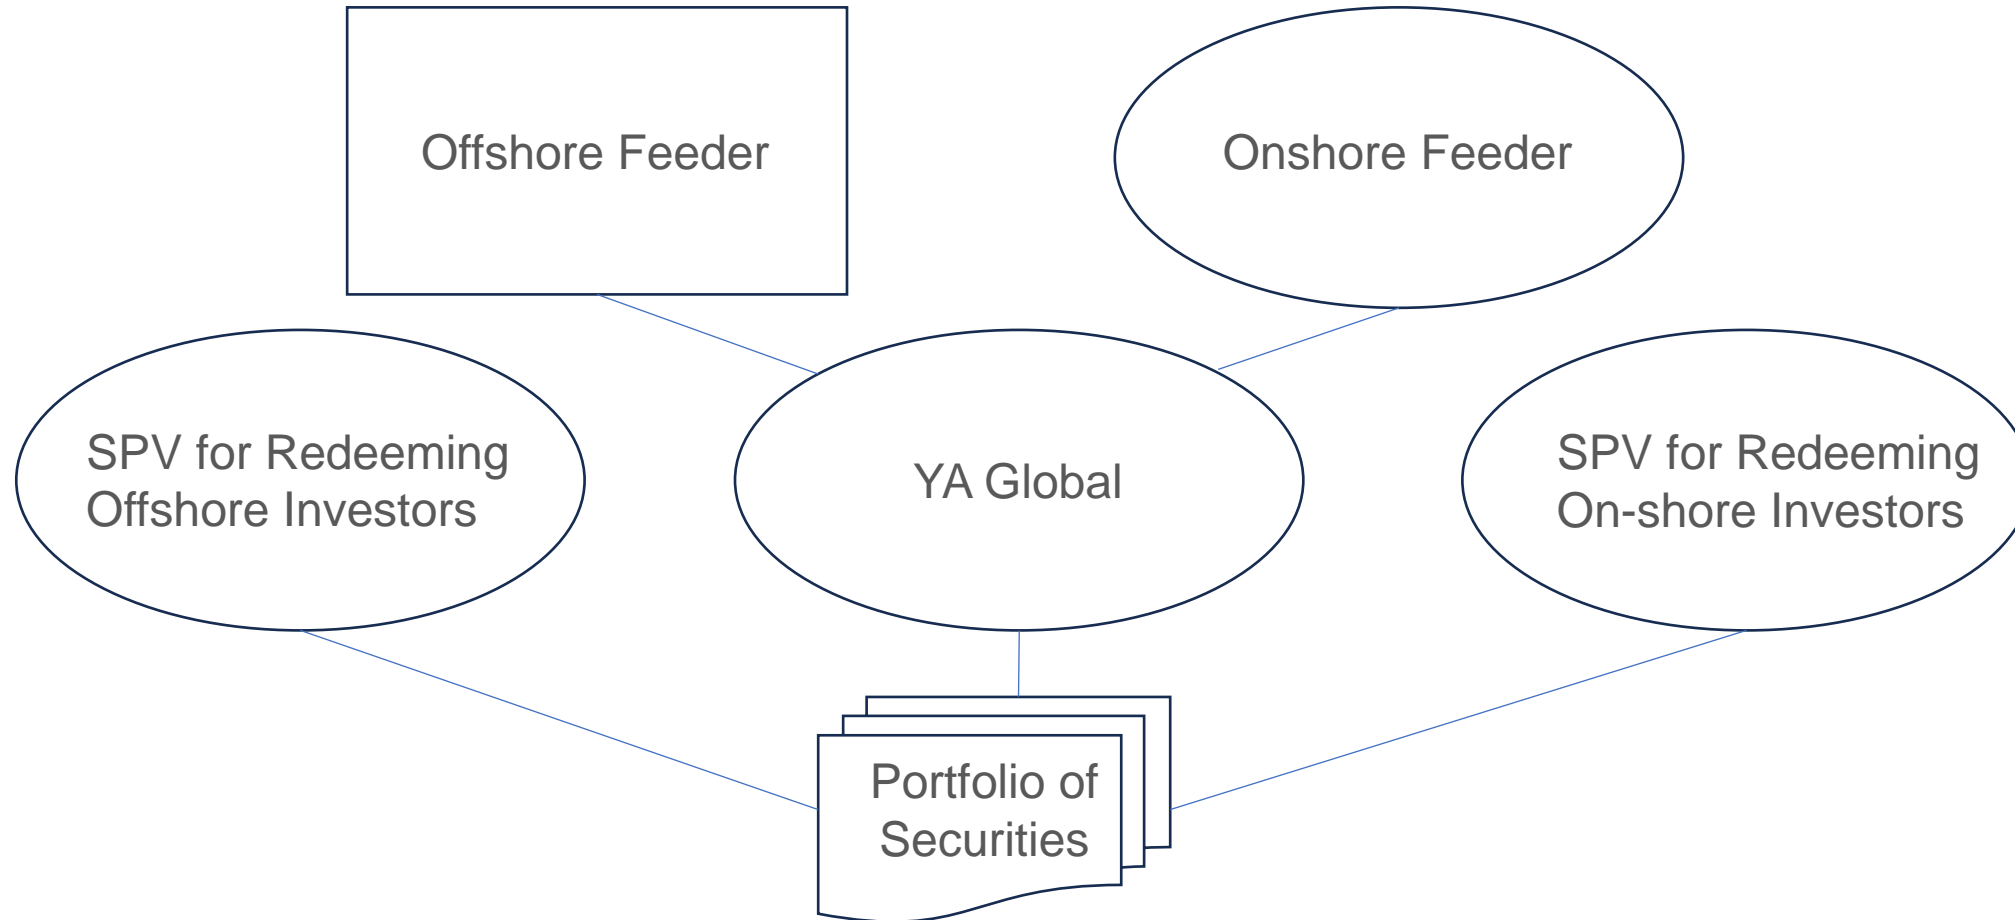 Offshore Feeder
Onshore Feeder
SPV for Redeeming
Offshore Investors
YA Global
SPV for Redeeming
On-shore Investors
Portfolio of
Securities